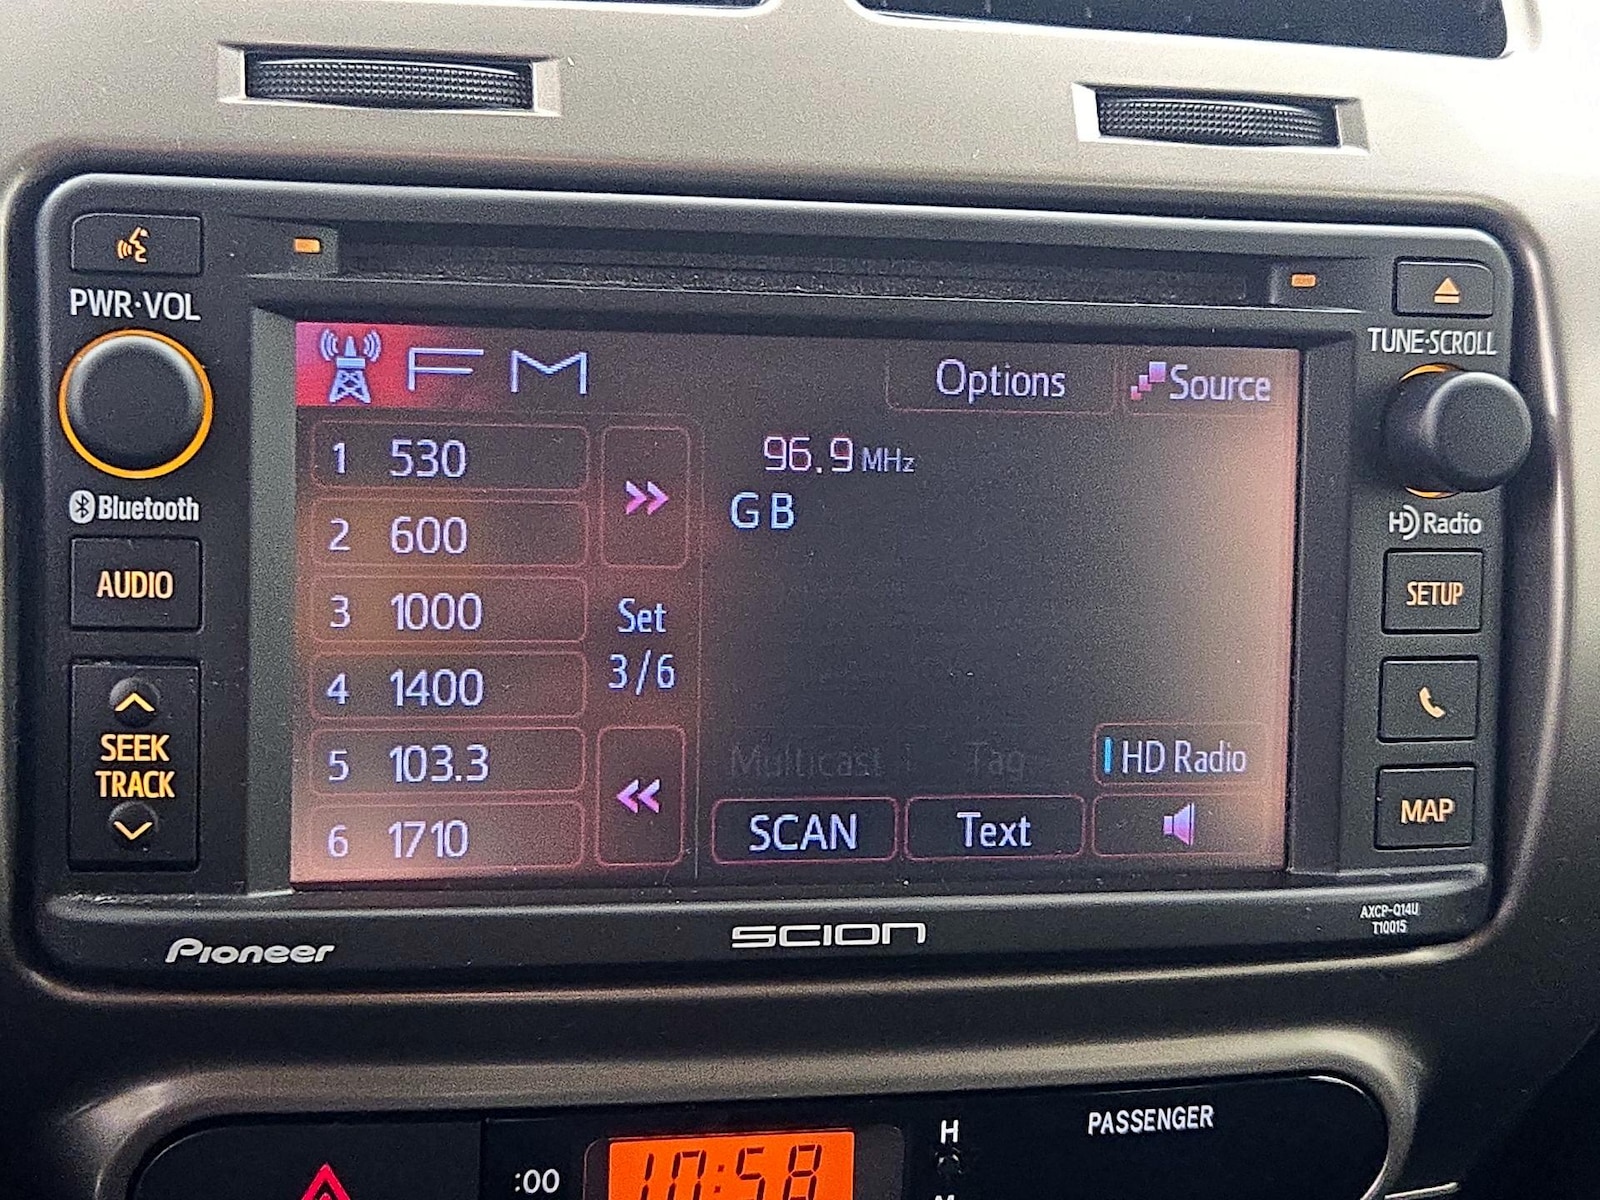 PWR·VOL
Bluetooth
AUDIO
SEEK
TRACK
FM
Options
Source
1 530
2 600
3 1000
4 1400
5 103.3
6 1710
Set
3/6
96.9 MHz
GB
Multicast
Tag
HD Radio
SCAN
Text
TUNE·SCROLL
HD Radio
SETUP
MAP
AXCP-Q14U
T10015
Pioneer
SCION
:00
10:58
H
PASSENGER